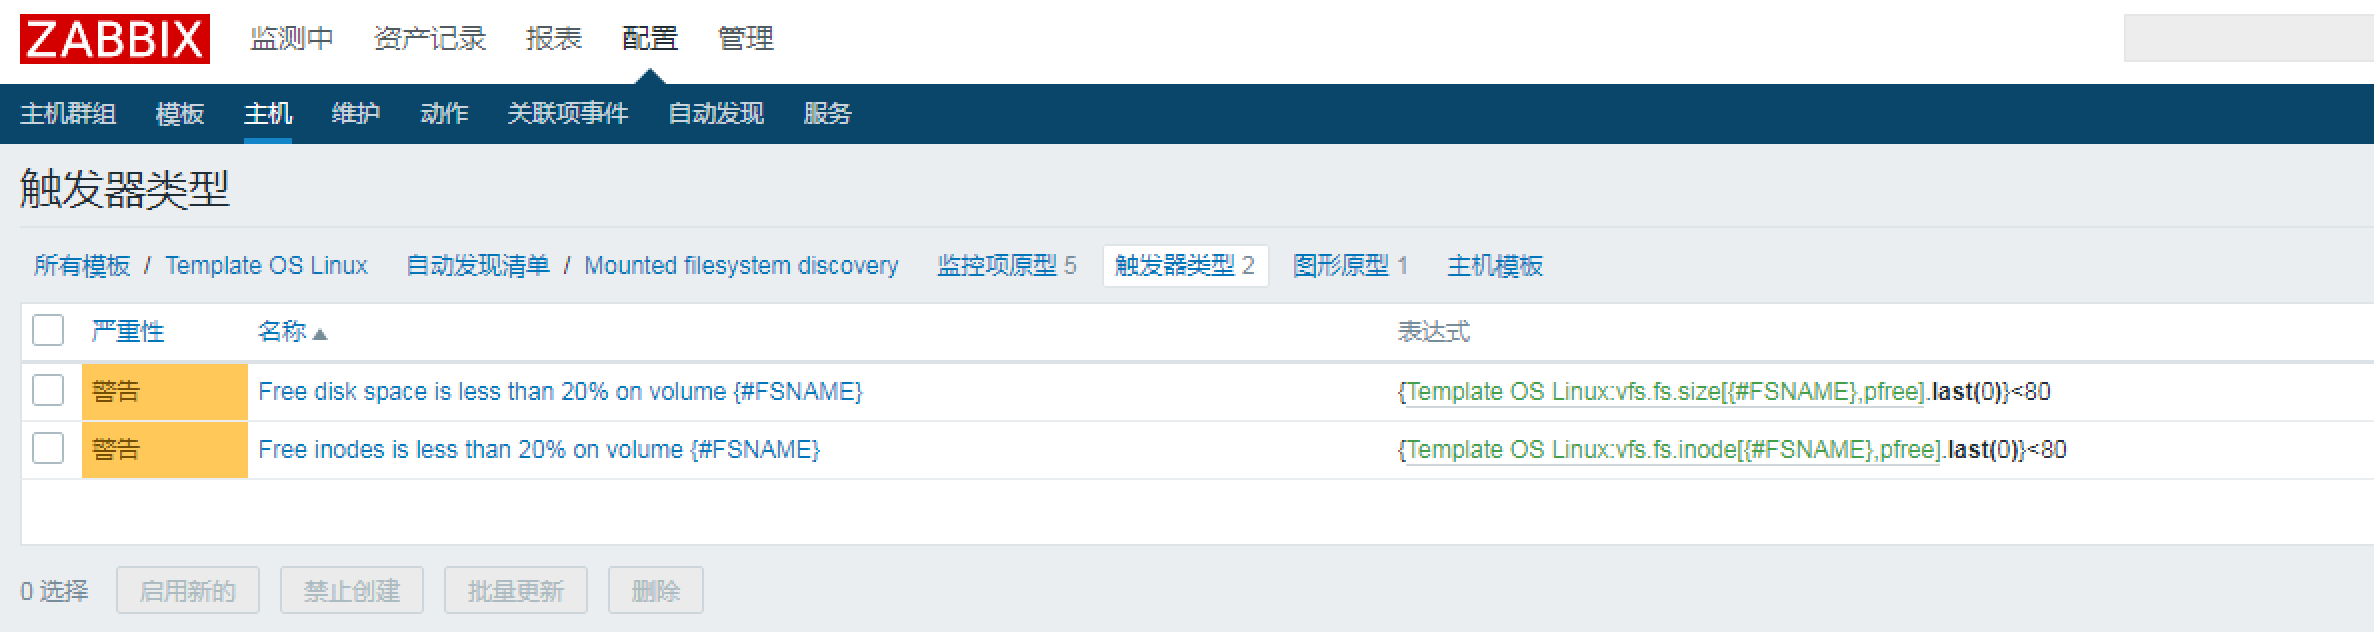 ZABBIX 监测中 资产记录 报表 配置 管理
主机群组 模板 主机 维护 动作 关联项事件 自动发现 服务
触发器类型
所有模板 / Template OS Linux 自动发现清单 / Mounted filesystem discovery 监控项原型 5 触发器类型 2 图形原型 1 主机模板
严重性 名称▲ 表达式
警告 Free disk space is less than 20% on volume {#FSNAME} {Template OS Linux:vfs.fs.size[{#FSNAME},pfree].last(0)}<80
警告 Free inodes is less than 20% on volume {#FSNAME} {Template OS Linux:vfs.fs.inode[{#FSNAME},pfree].last(0)}<80
0 选择 启用新的 禁止创建 批量更新 删除